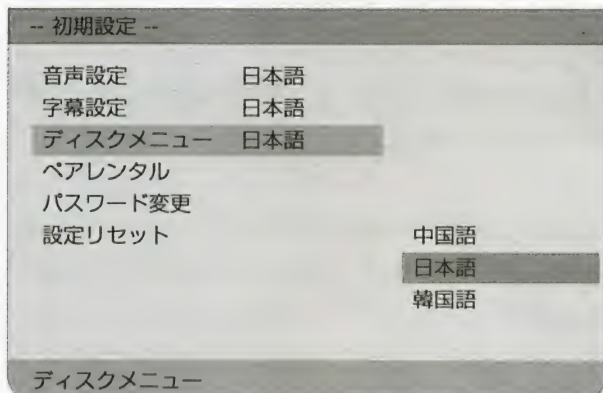 -- 初期設定 --
音声設定 日本語
字幕設定 日本語
ディスクメニュー 日本語
ペアレンタル
パスワード変更
設定リセット
中国語
日本語
韓国語
ディスクメニュー